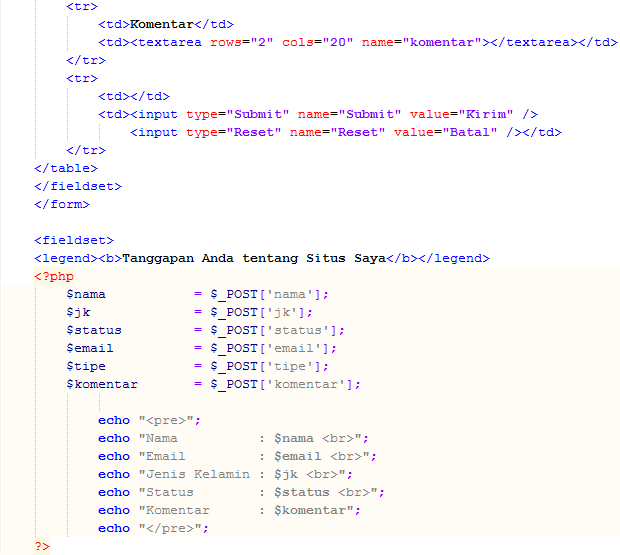 <tr>
<td>Komentar</td>
<td><textarea rows="2" cols="20" name="komentar"></textarea></td>
</tr>
<tr>
<td></td>
<td><input type="Submit" name="Submit" value="Kirim" />
<input type="Reset" name="Reset" value="Batal" /></td>
</tr>
</table>
</fieldset>
</form>
<fieldset>
<legend><b>Tanggapan Anda tentang Situs Saya</b></legend>
<?php
$nama = $_POST['nama'];
$jk = $_POST['jk'];
$status = $_POST['status'];
$email = $_POST['email'];
$tipe = $_POST['tipe'];
$komentar = $_POST['komentar'];
echo "<pre>";
echo "Nama : $nama <br>";
echo "Email : $email <br>";
echo "Jenis Kelamin : $jk <br>";
echo "Status : $status <br>";
echo "Komentar : $komentar";
echo "</pre>";
?>